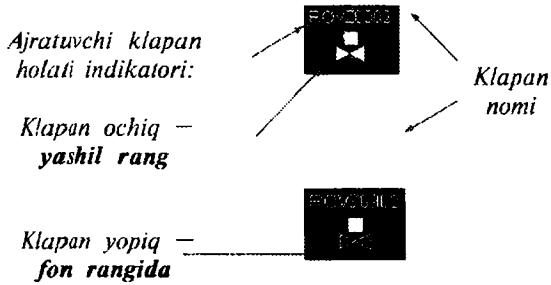 Ajratuvchi klapan
holati indikatori:
Klapan
nomi
Klapan ochiq —
yashil rang
Klapan yopiq —
fon rangida